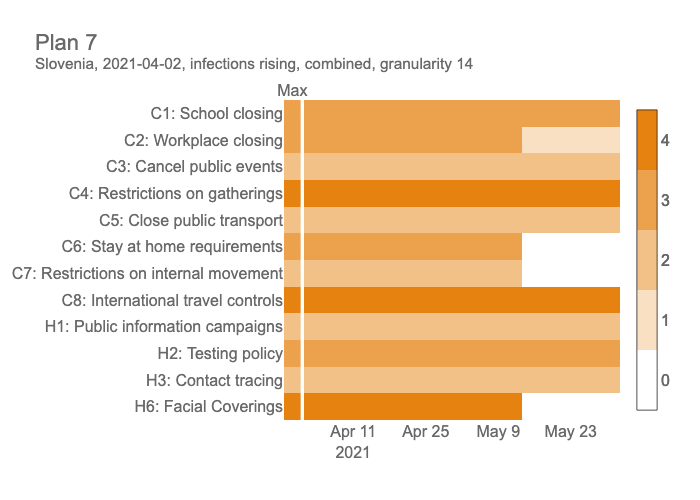 Plan 7
Slovenia, 2021-04-02, infections rising, combined, granularity 14
Max
C1: School closing
C2: Workplace closing
C3: Cancel public events
C4: Restrictions on gatherings
C5: Close public transport
C6: Stay at home requirements
C7: Restrictions on internal movement
C8: International travel controls
H1: Public information campaigns
H2: Testing policy
H3: Contact tracing
H6: Facial Coverings
Apr 11 Apr 25 May 9 May 23
2021
4
3
2
1
0